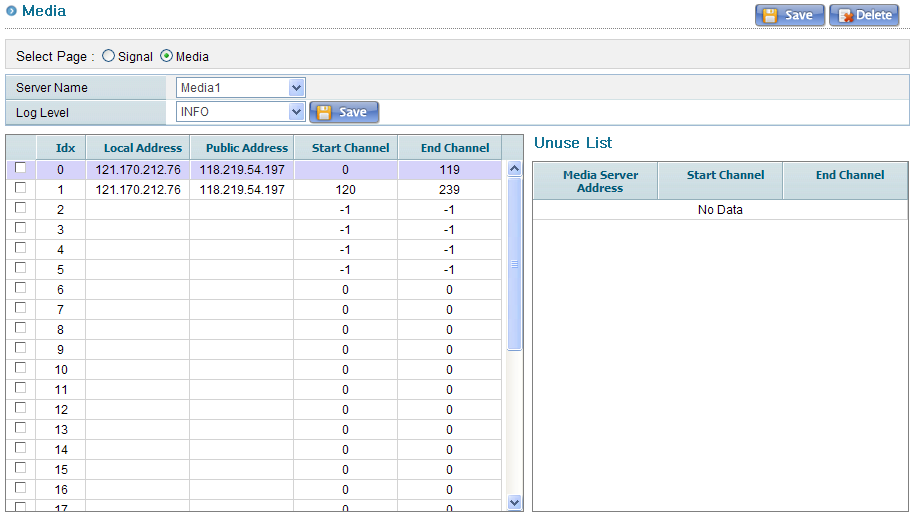 Media
Save Delete
Select Page : Signal Media
Server Name Media1
Log Level INFO Save
Idx Local Address Public Address Start Channel End Channel
0 121.170.212.76 118.219.54.197 0 119
1 121.170.212.76 118.219.54.197 120 239
2 -1 -1
3 -1 -1
4 -1 -1
5 -1 -1
6 0 0
7 0 0
8 0 0
9 0 0
10 0 0
11 0 0
12 0 0
13 0 0
14 0 0
15 0 0
16 0 0
17 0 0
Unuse List
Media Server Address Start Channel End Channel
No Data